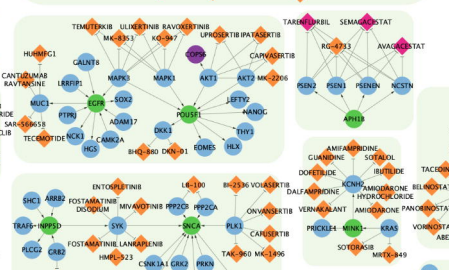 TEMUTERKIB
ULIXERTINIB
RAVOXERTINIB
MK-8353
KO-947
UPROSERTIB
IPATASERTIB
COPS6
CAPIVASERTIB
HUHMFG1
GALNT8
CANTUZUMAB
RAVTANSINE
LRRFIP1
MAPK3
MAPK1
AKT1
AKT2
MK-2206
MUC1
EGFR
SOX2
LEFTY2
NANOG
PTPRJ
ADAM17
POU5F1
SAR-566658
TECEMOTIDE
NCK1
CAMK2A
DKK1
THY1
HGS
BHQ-880
DKN-01
EOMES
HLX
TARENFLURBIL
SEMAGACESTAT
RG-4733
AVAGACESTAT
PSEN2
PSEN1
PSENEN
NCSTN
APH1B
ENTOSPLETINIB
FOSTAMATINIB
DISODIUM
MIVAVOTINIB
SHC1
ARRB2
TRAF6
INPP5D
SYK
PLCG2
GRB2
FOSTAMATINIB
LANRAPLENIB
HMPL-523
LB-100
PPP2CB
PPP2CA
SNCA
CSNK1A1
GRK2
PRKN
BI-2536
VOLASERTIB
ONVANSERTIB
PLK1
CAFUSERTIB
TAK-960
MK-1496
AMIFAMPRIDINE
GUANIDINE
SOTALOL
DOFETILIDE
IBUTILIDE
KCNH2
DALFAMPRIDINE
AMIODARONE
HYDROCHLORIDE
VERNAKALANT
AMIODARONE
PRICKLE1
MINK1
KRAS
SOTORASIB
MRTX-849
TACEDIN
BELINOSTAT
PANOBINOSTAT
VORINOSTA
ABE